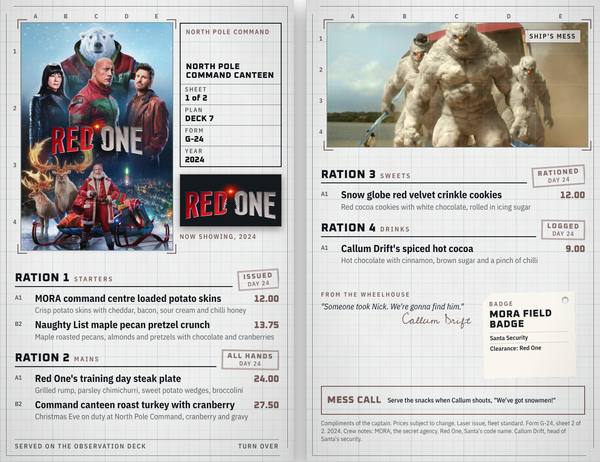 A B C D E
1
2
3
4
RED ONE
NORTH POLE COMMAND
NORTH POLE
COMMAND CANTEEN
SHEET
1 of 2
PLAN
DECK 7
FORM
G-24
YEAR
2024
RED ONE
NOW SHOWING, 2024
RATION 1 STARTERS
ISSUED
DAY 24
A1 MORA command centre loaded potato skins 12.00
Crisp potato skins with cheddar, bacon, sour cream and chilli honey
B2 Naughty List maple pecan pretzel crunch 13.75
Maple roasted pecans, almonds and pretzels with chocolate and cranberries
RATION 2 MAINS
ALL HANDS
DAY 24
A1 Red One's training day steak plate 24.00
Grilled rump, parsley chimichurri, sweet potato wedges, broccolini
B2 Command canteen roast turkey with cranberry 27.50
Christmas Eve on duty at North Pole Command, cranberry and gravy
SERVED ON THE OBSERVATION DECK TURN OVER
A B C D E
1
2
3
4
SHIP'S MESS
RATION 3 SWEETS
RATIONED
DAY 24
A1 Snow globe red velvet crinkle cookies 12.00
Red cocoa cookies with white chocolate, rolled in icing sugar
RATION 4 DRINKS
LOGGED
DAY 24
A1 Callum Drift's spiced hot cocoa 9.00
Hot chocolate with cinnamon, brown sugar and a pinch of chilli
FROM THE WHEELHOUSE
"Someone took Nick. We're gonna find him."
Callum Drift
BADGE
MORA FIELD
BADGE
Santa Security
Clearance: Red One
MESS CALL Serve the snacks when Callum shouts, "We've got snowmen!"
Compliments of the captain. Prices subject to change. Laser issue, fleet standard. Form G-24, sheet 2 of
2. 2024. Crew notes: MORA, the secret agency. Red One, Santa's code name. Callum Drift, head of
Santa's security.